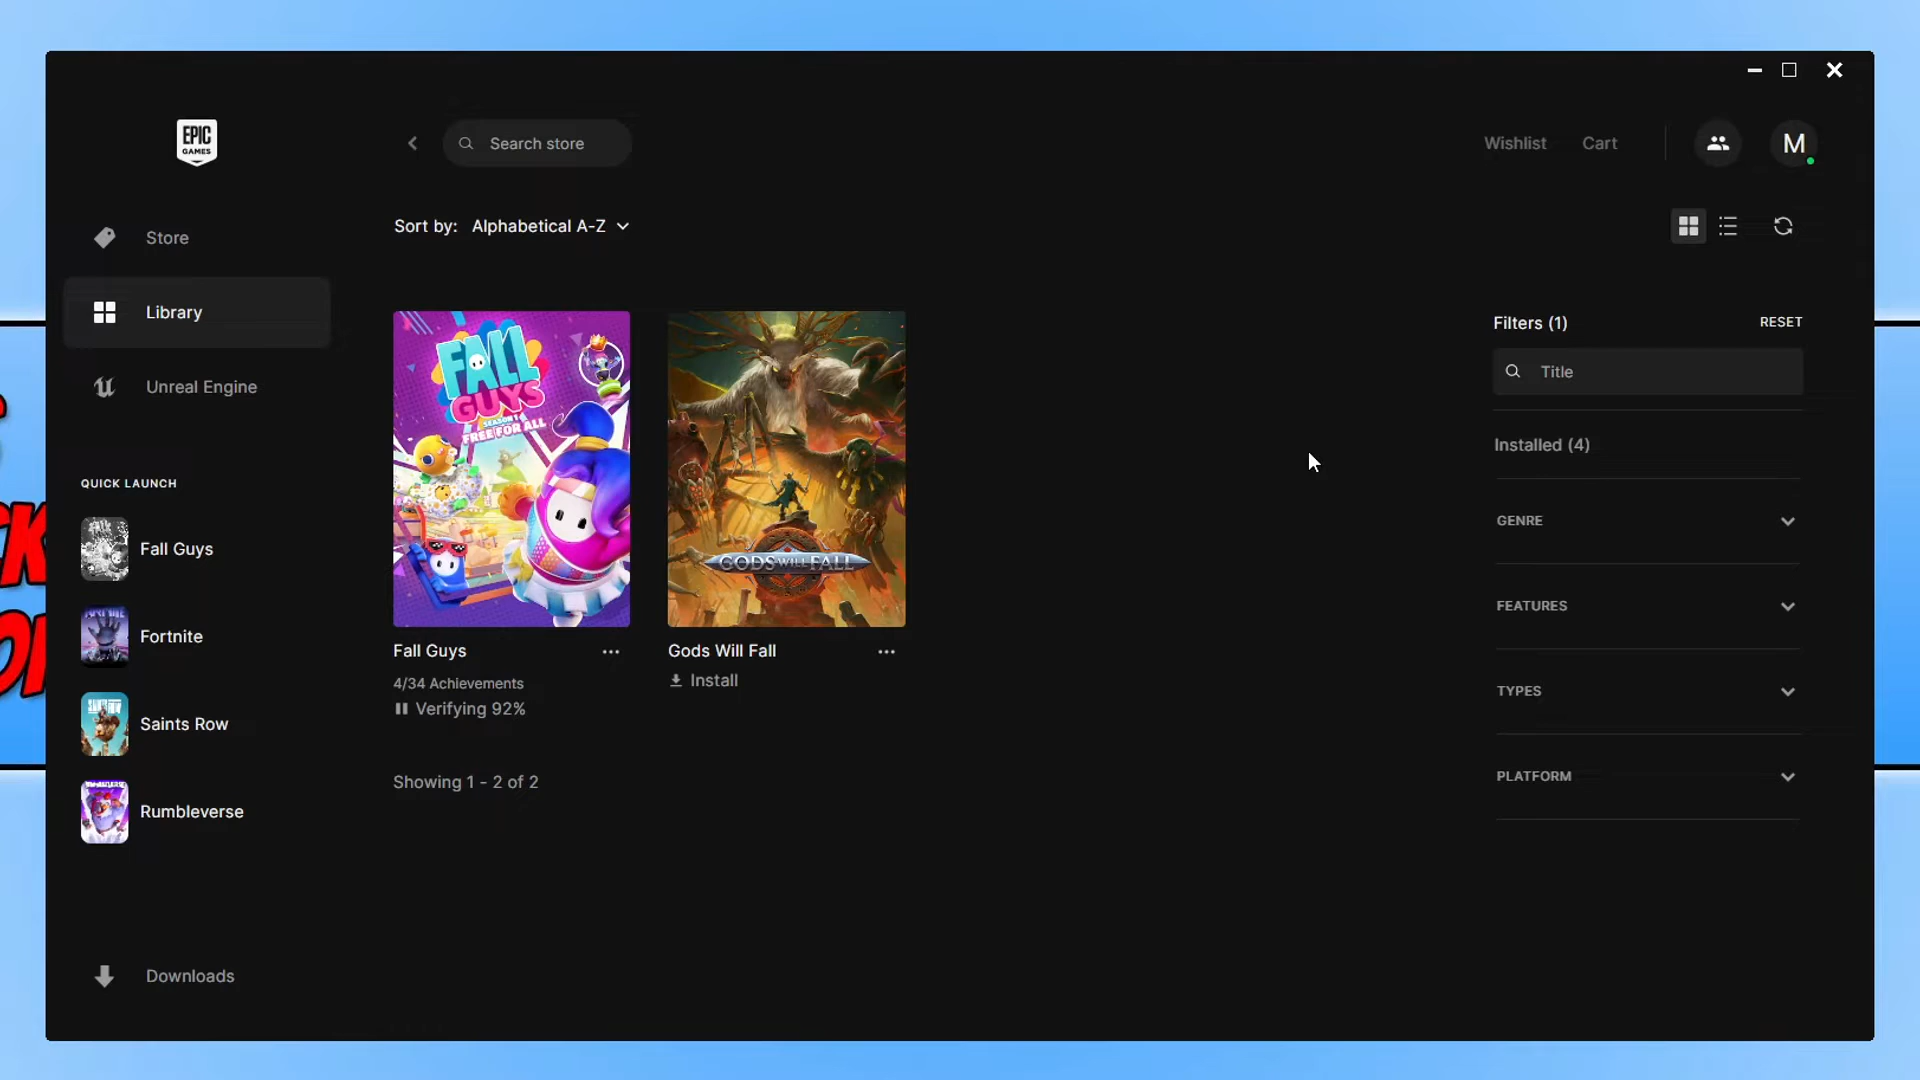 EPIC
GAMES
Search store
Wishlist
Cart
M
Store
Library
Unreal Engine
QUICK LAUNCH
Fall Guys
Fortnite
Saints Row
Rumbleverse
Downloads
Sort by: Alphabetical A-Z
FALL
GUYS
SEASON 1
FREE FOR ALL
Fall Guys
4/34 Achievements
Verifying 92%
GODS WILL FALL
Gods Will Fall
Install
Showing 1 - 2 of 2
Filters (1)
RESET
Title
Installed (4)
GENRE
FEATURES
TYPES
PLATFORM